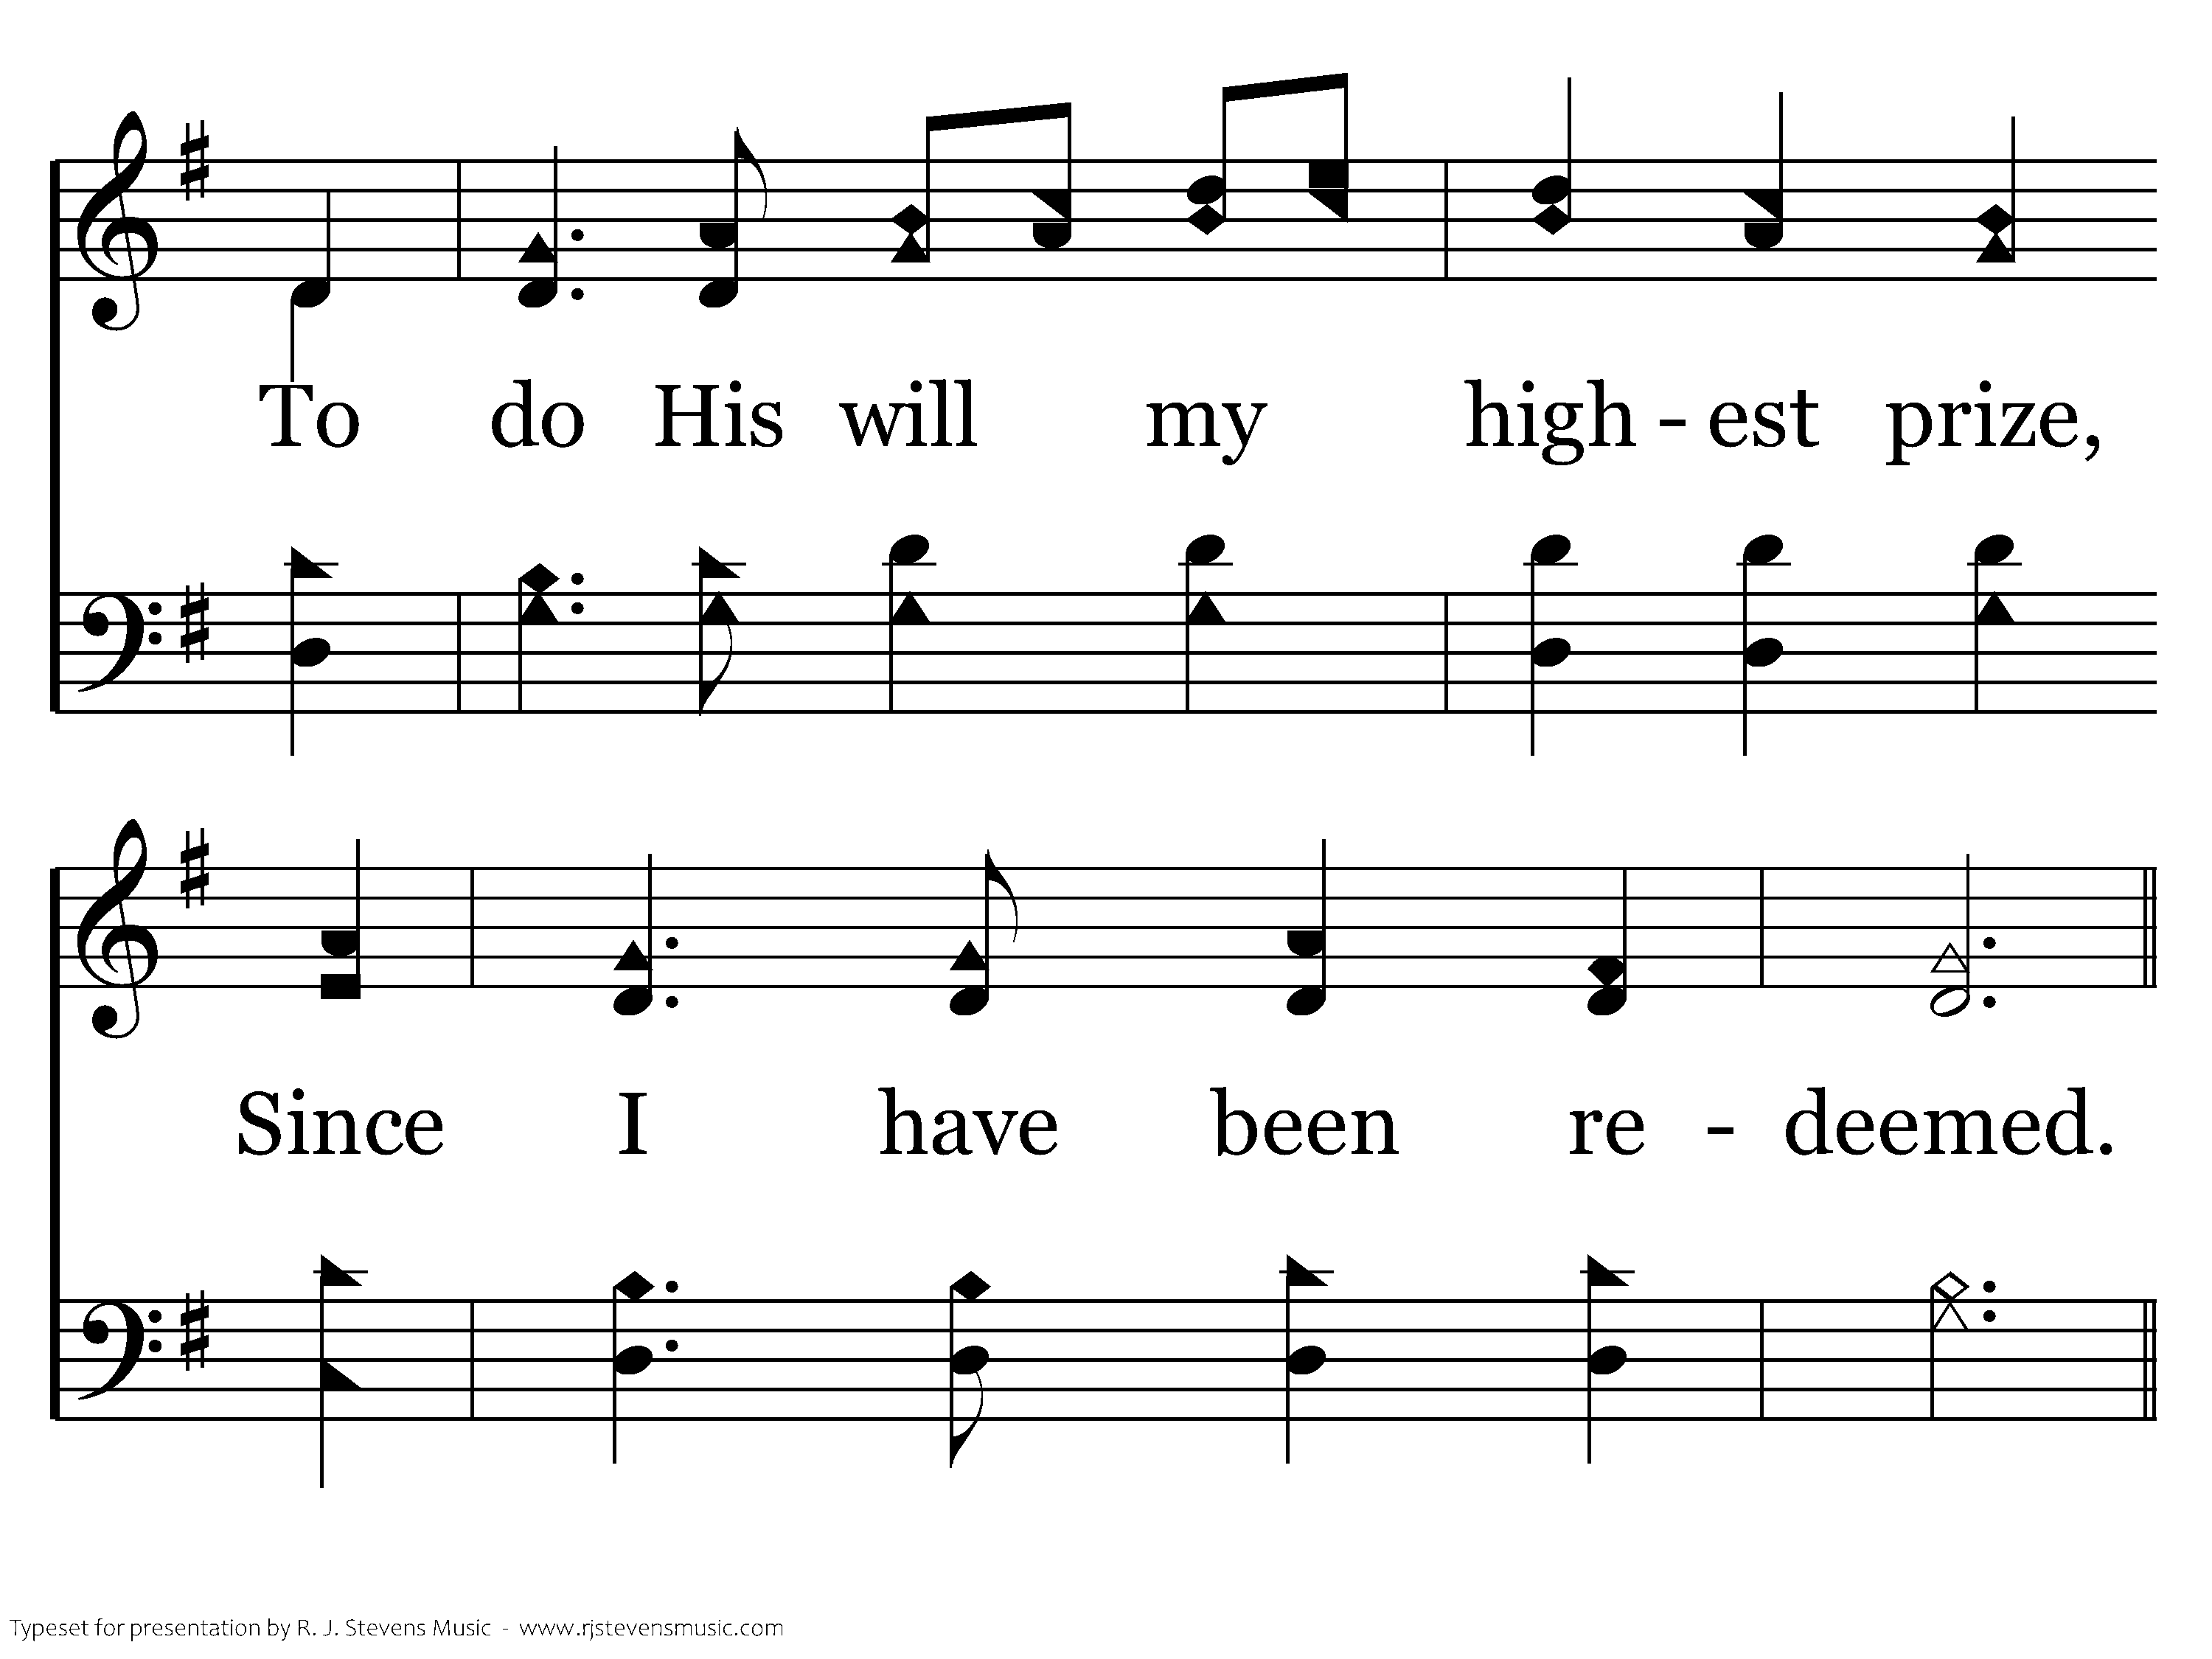 To do His will my high - est prize,
Since I have been re - deemed.
Typeset for presentation by R. J. Stevens Music - www.rjstevensmusic.com